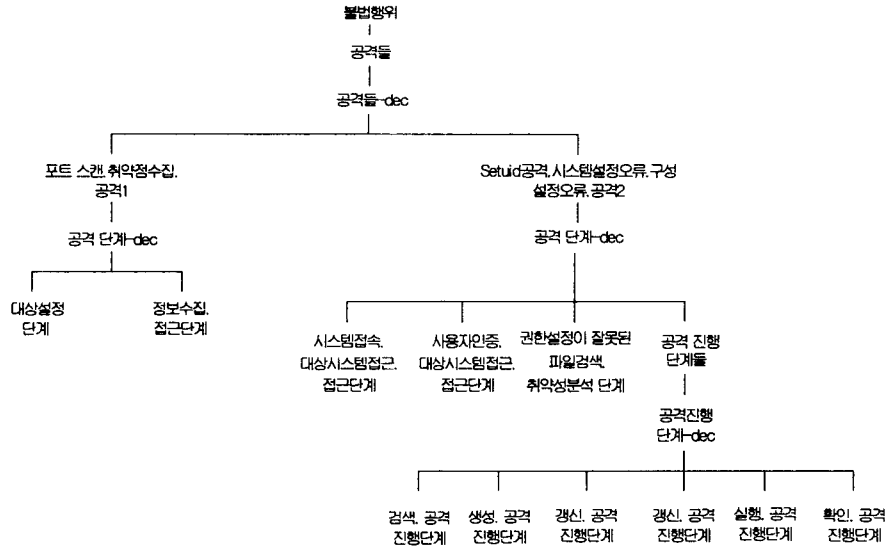 불법행위
공격들
공격들-dec
포트 스캔, 취약점수집,
공격1
Setuid공격, 시스템설정오류, 구성
설정오류, 공격2
공격 단계-dec
공격 단계-dec
대상설정
단계
정보수집,
접근단계
시스템접속,
대상시스템접근,
접근단계
사용자인증,
대상시스템접근,
접근단계
권한설정이 잘못된
파일검색,
취약성분석 단계
공격 진행
단계들
공격진행
단계-dec
검색, 공격
진행단계
생성, 공격
진행단계
갱신, 공격
진행단계
갱신, 공격
진행단계
실행, 공격
진행단계
확인, 공격
진행단계